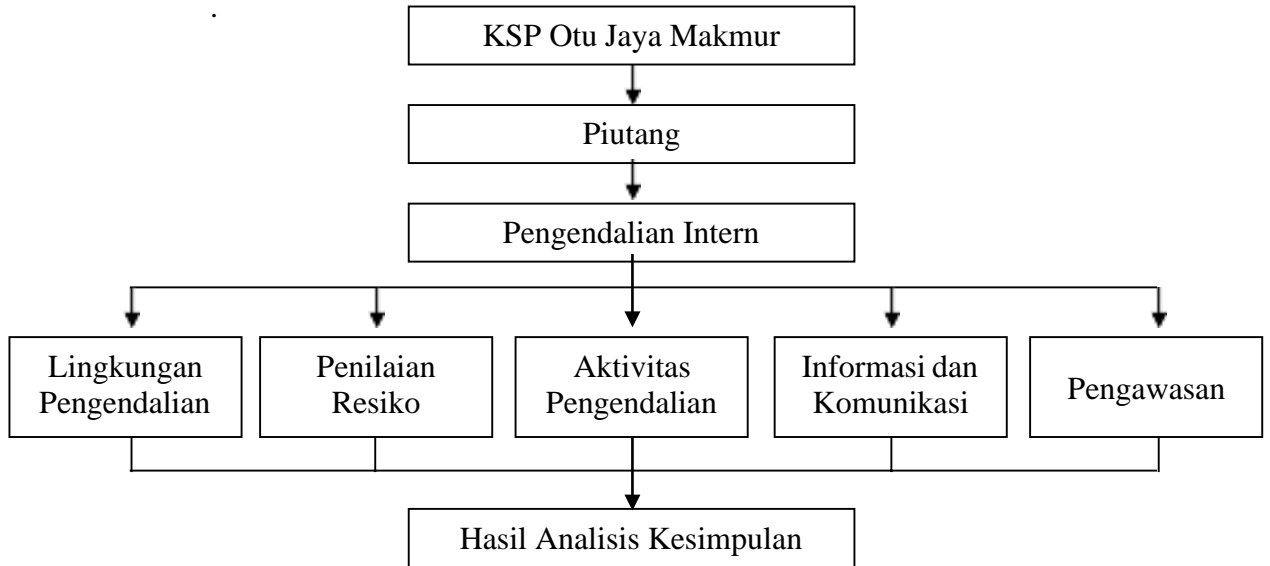 .
KSP Otu Jaya Makmur
Piutang
Pengendalian Intern
Lingkungan
Pengendalian
Penilaian
Resiko
Aktivitas
Pengendalian
Informasi dan
Komunikasi
Pengawasan
Hasil Analisis Kesimpulan